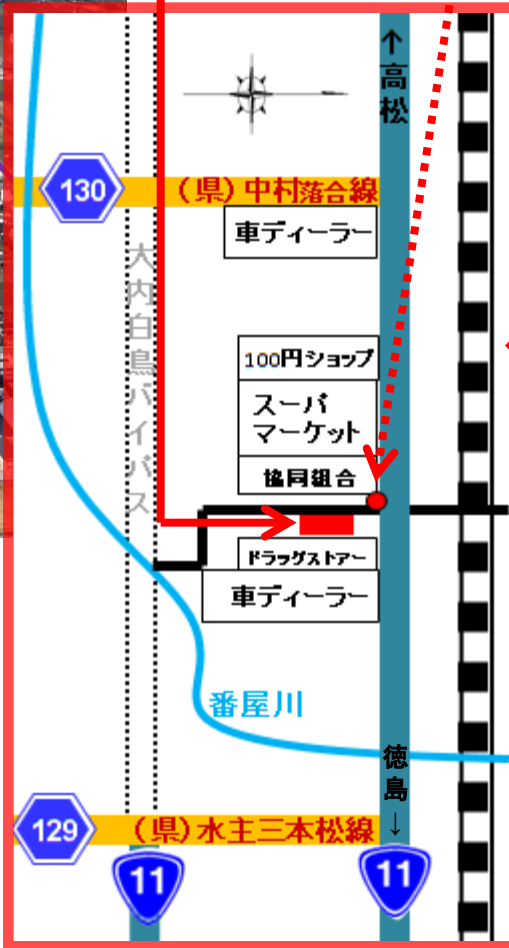 ↑高松
130
(県)中村落合線
車ディーラー
大内白鳥バイパス
100円ショップ
スーパ
マーケット
協同組合
ドラッグストアー
車ディーラー
番屋川
徳島↓
129
(県)水主三本松線
11
11